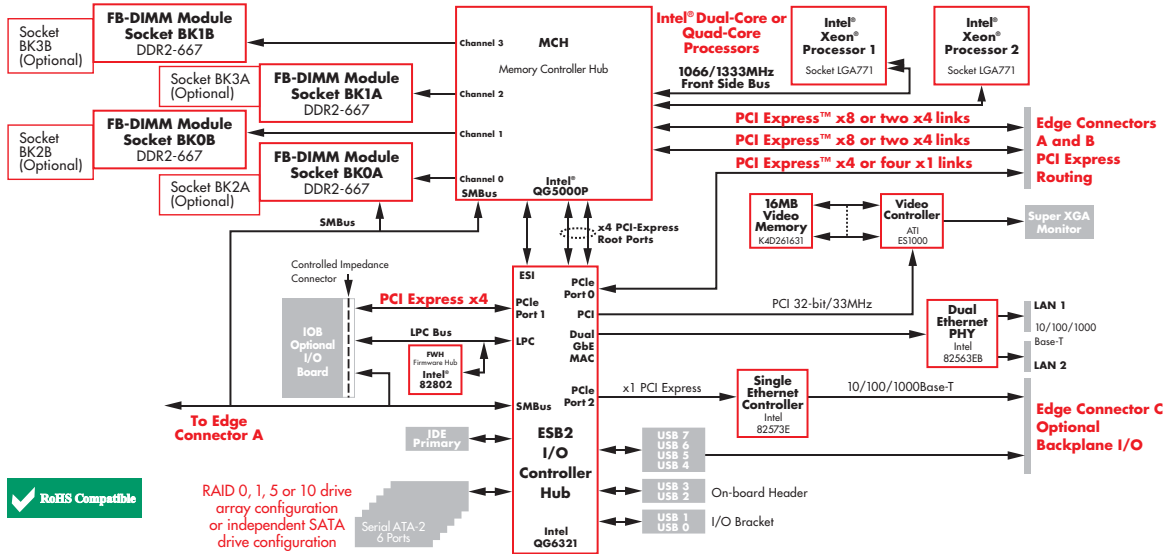 Socket
BK3B
(Optional)
FB-DIMM Module
Socket BK1B
DDR2-667
Socket BK3A
(Optional)
FB-DIMM Module
Socket BK1A
DDR2-667
Socket
BK2B
(Optional)
FB-DIMM Module
Socket BK0B
DDR2-667
Socket BK2A
(Optional)
FB-DIMM Module
Socket BK0A
DDR2-667
Channel 3
Channel 2
Channel 1
Channel 0
SMBus
MCH
Memory Controller Hub
Intel®
QG5000P
Intel® Dual-Core or
Quad-Core
Processors
1066/1333MHz
Front Side Bus
Intel®
Xeon®
Processor 1
Socket LGA771
Intel®
Xeon®
Processor 2
Socket LGA771
PCI Express™ x8 or two x4 links
PCI Express™ x8 or two x4 links
PCI Express™ x4 or four x1 links
Edge Connectors
A and B
PCI Express
Routing
SMBus
x4 PCI-Express
Root Ports
16MB
Video
Memory
K4D261631
Video
Controller
ATI
ES1000
Super XGA
Monitor
Controlled Impedance
Connector
IOB
Optional
I/O
Board
PCI Express x4
LPC Bus
FWH
Firmware Hub
Intel®
82802
To Edge
Connector A
ESI
PCIe
Port 0
PCIe
Port 1
PCI
LPC
Dual
GbE
MAC
PCIe
Port 2
SMBus
ESB2
I/O
Controller
Hub
Intel
QG6321
PCI 32-bit/33MHz
Dual
Ethernet
PHY
Intel
82563EB
LAN 1
10/100/1000
Base-T
LAN 2
x1 PCI Express
Single
Ethernet
Controller
Intel
82573E
10/100/1000Base-T
Edge Connector C
Optional
Backplane I/O
IDE
Primary
USB 7
USB 6
USB 5
USB 4
USB 3
USB 2
On-board Header
USB 1
USB 0
I/O Bracket
RoHS Compatible
RAID 0, 1, 5 or 10 drive
array configuration
or independent SATA
drive configuration
Serial ATA-2
6 Ports